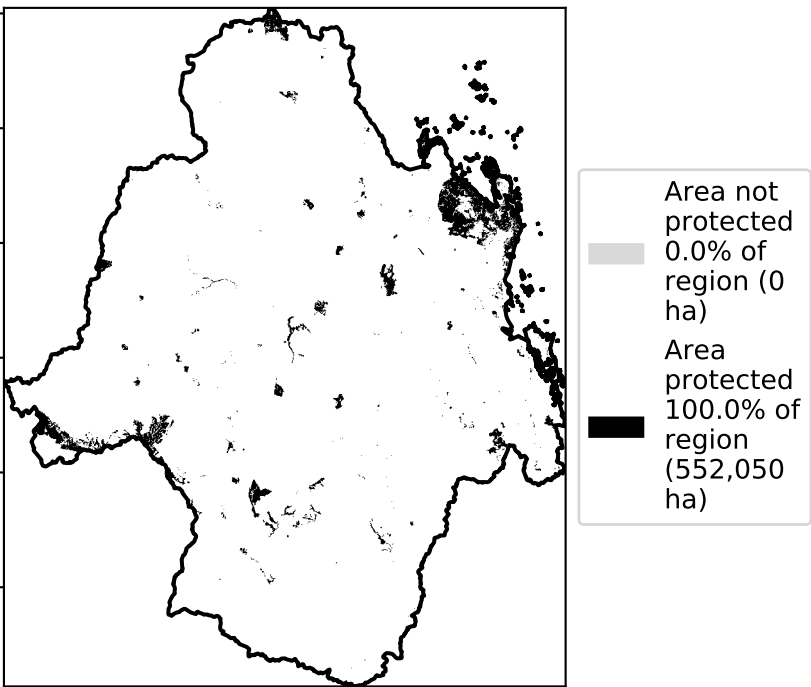 Area not
protected
0.0% of
region (0
ha)
Area
protected
100.0% of
region
(552,050
ha)